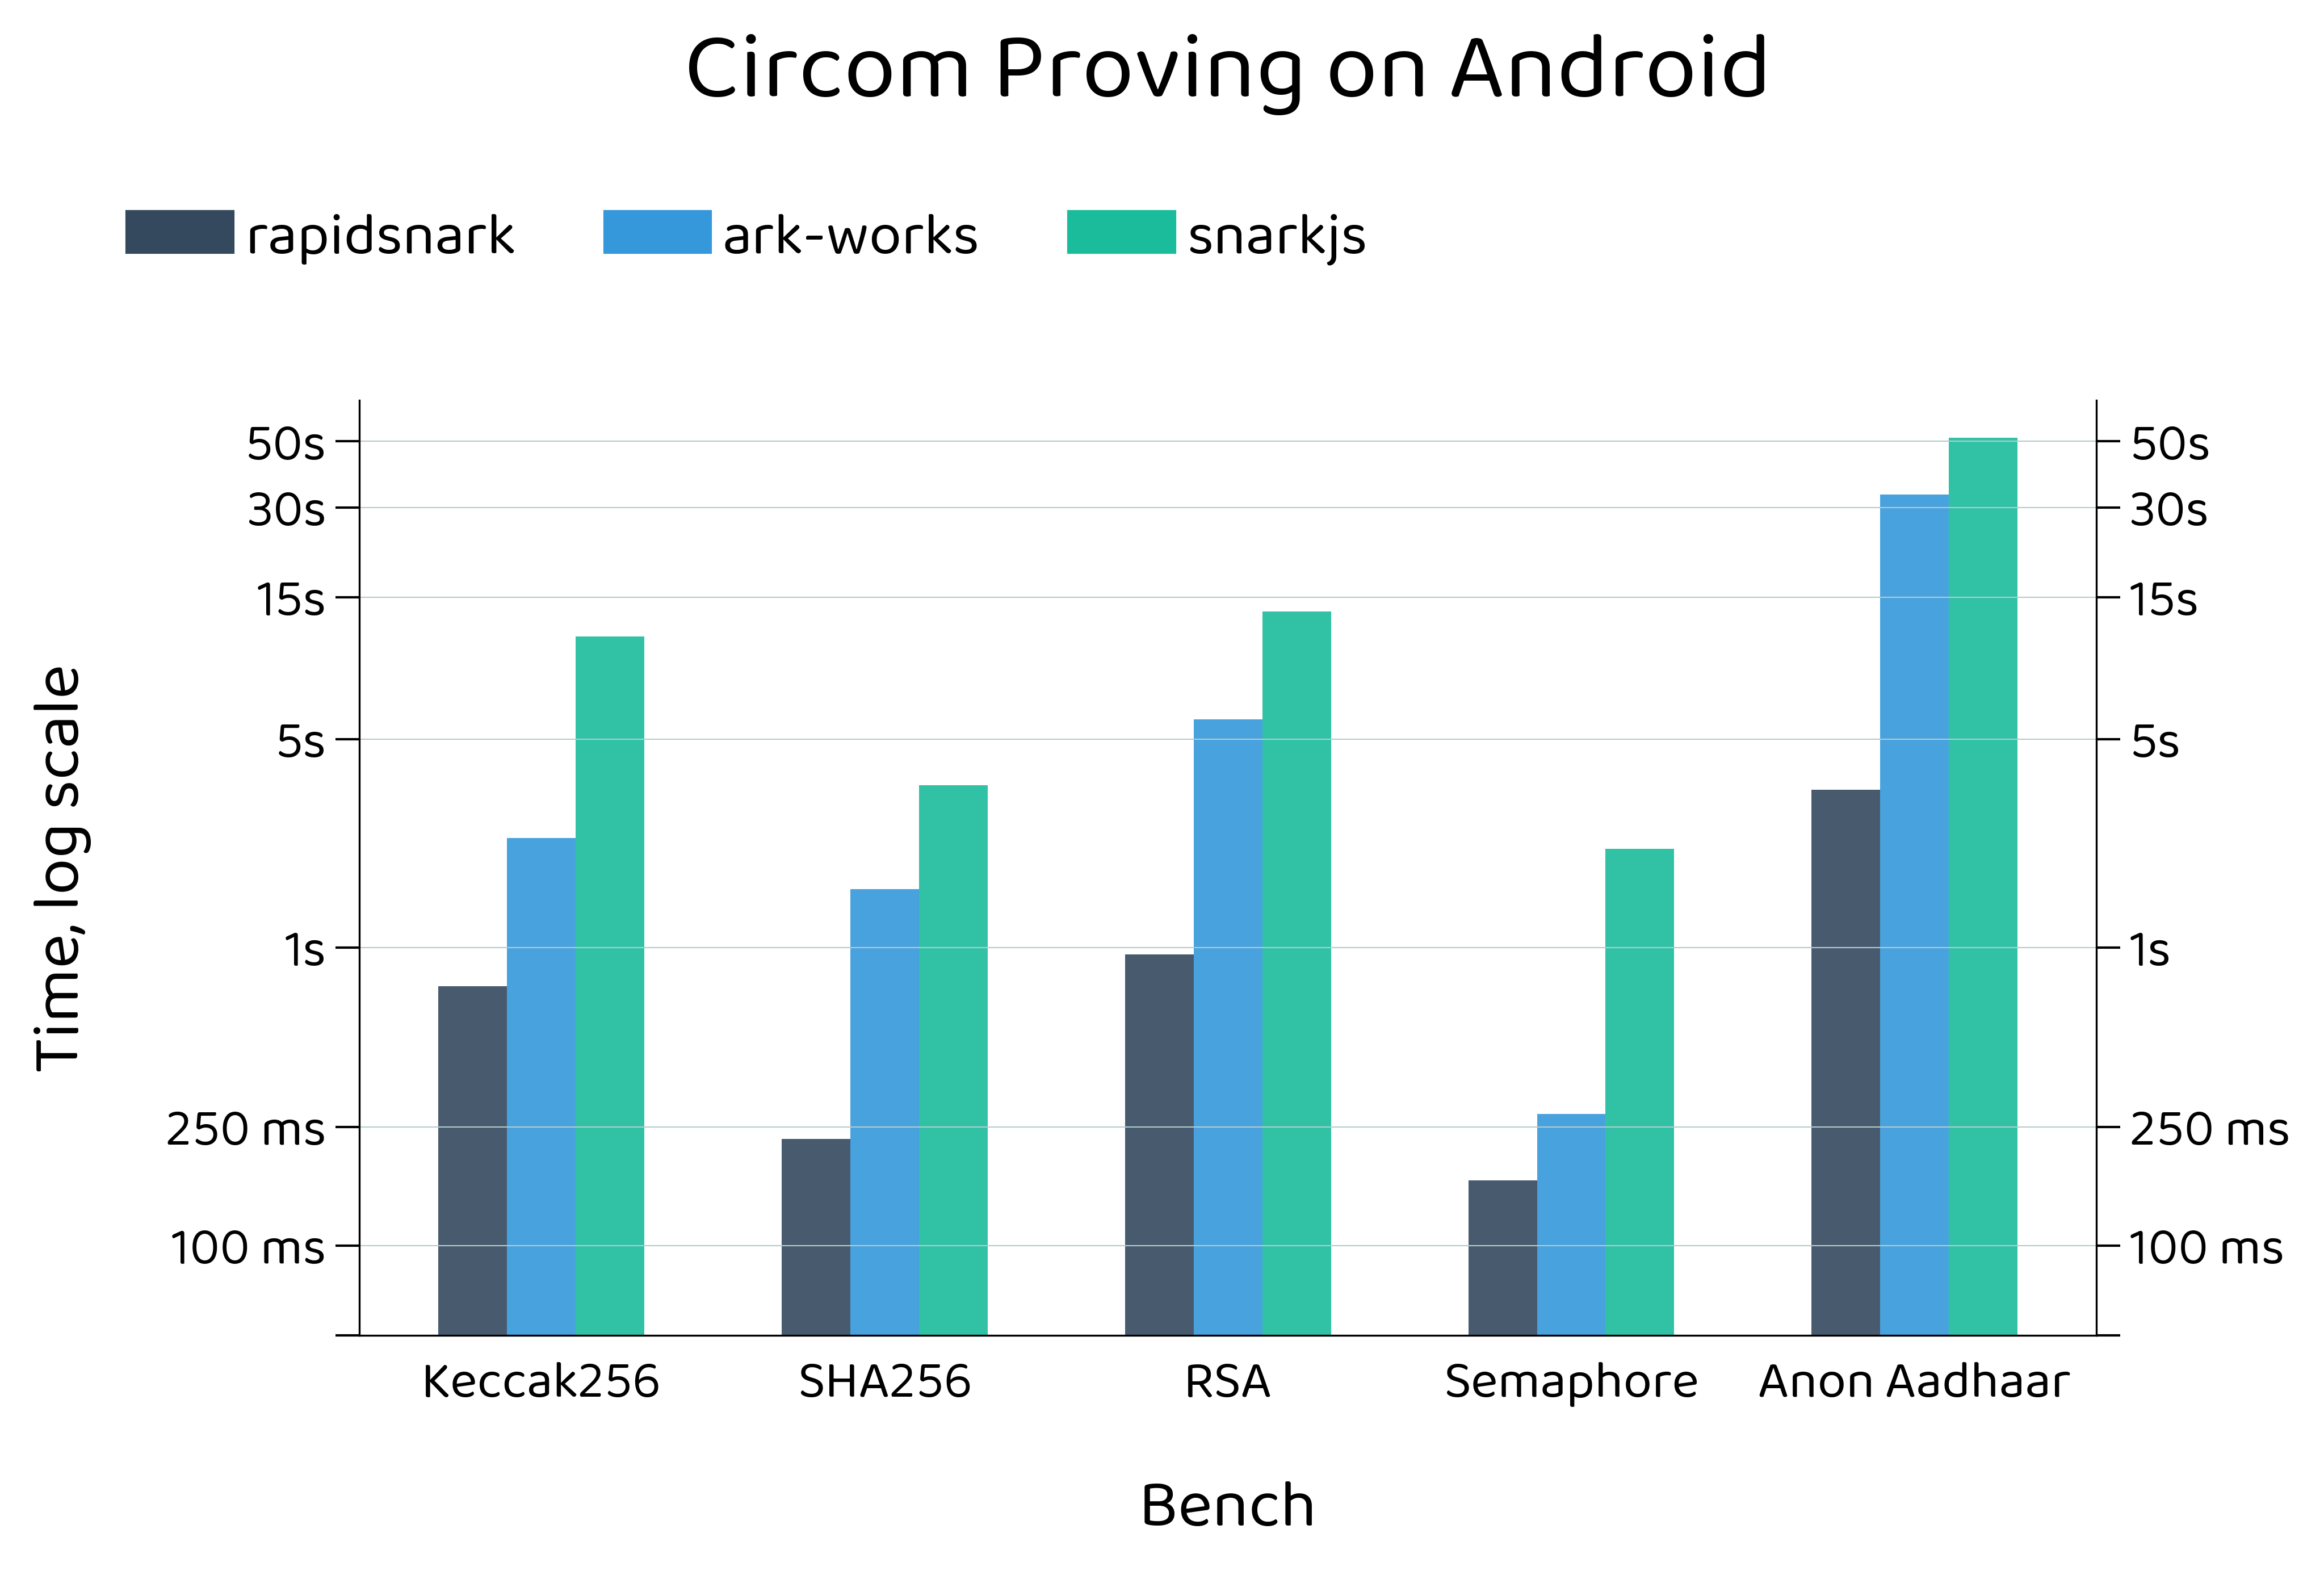 Circom Proving on Android
rapidsnark ark-works snarkjs
50s 50s
30s 30s
15s 15s
5s 5s
1s 1s
250 ms 250 ms
100 ms 100 ms
Time, log scale
Keccak256 SHA256 RSA Semaphore Anon Aadhaar
Bench